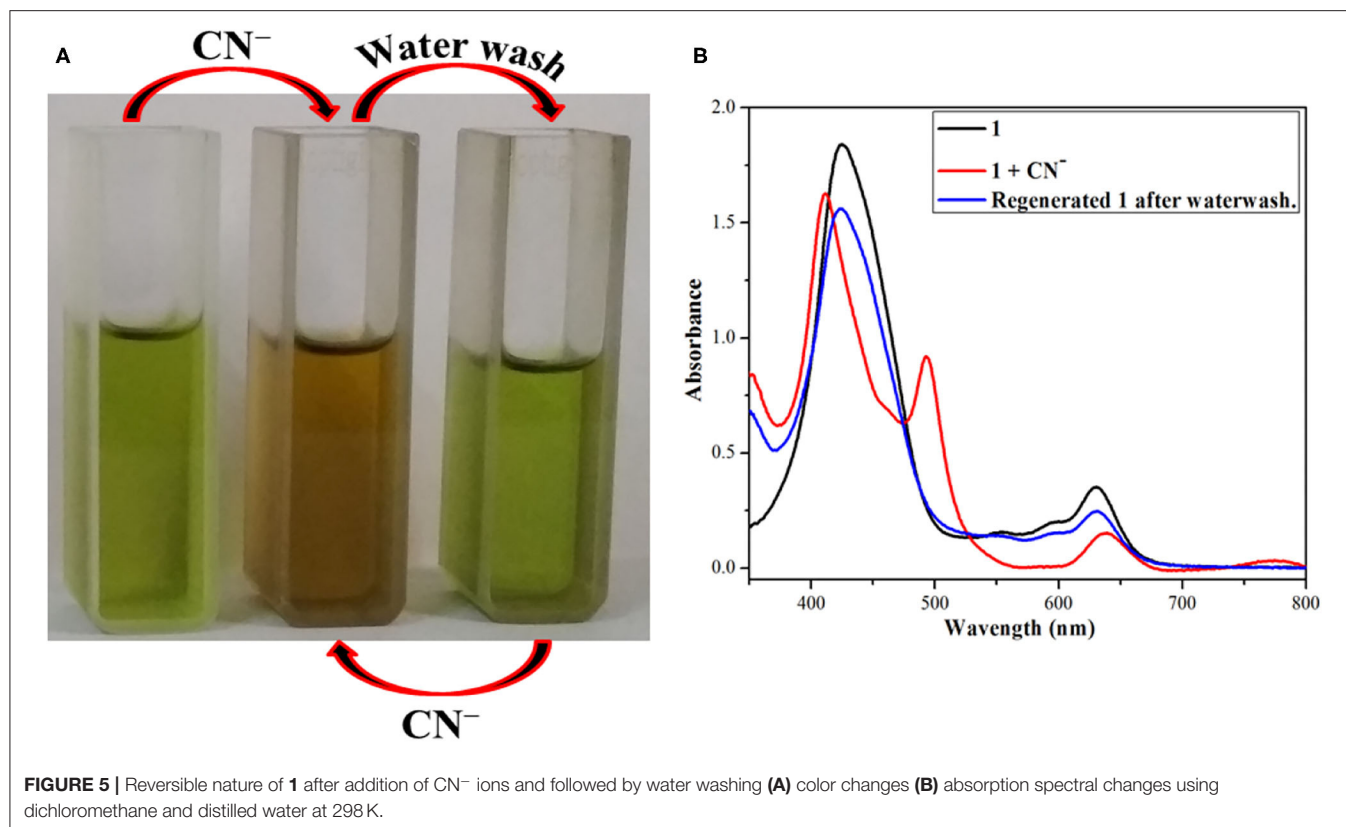 A
CN⁻
Water wash
CN⁻
B
2.0
1.5
1.0
0.5
0.0
Absorbance
1
1 + CN⁻
Regenerated 1 after waterwash.
400 500 600 700 800
Wavength (nm)
FIGURE 5 | Reversible nature of 1 after addition of CN⁻ ions and followed by water washing (A) color changes (B) absorption spectral changes using
dichloromethane and distilled water at 298 K.